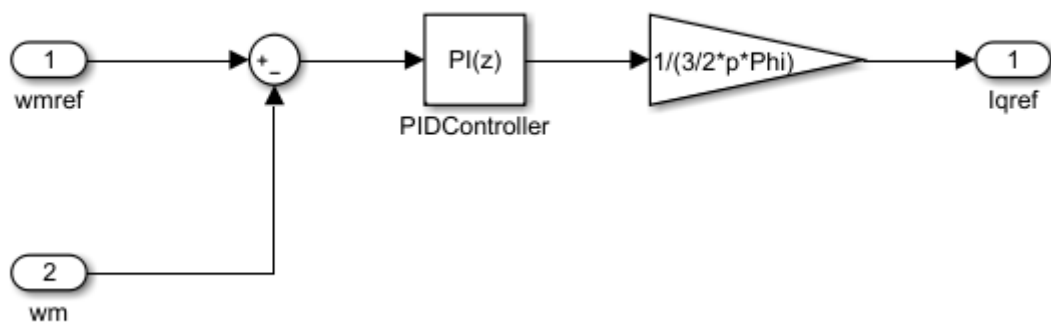 1
wmref
+
−
PI(z)
PIDController
1/(3/2*p*Phi)
1
Iqref
2
wm